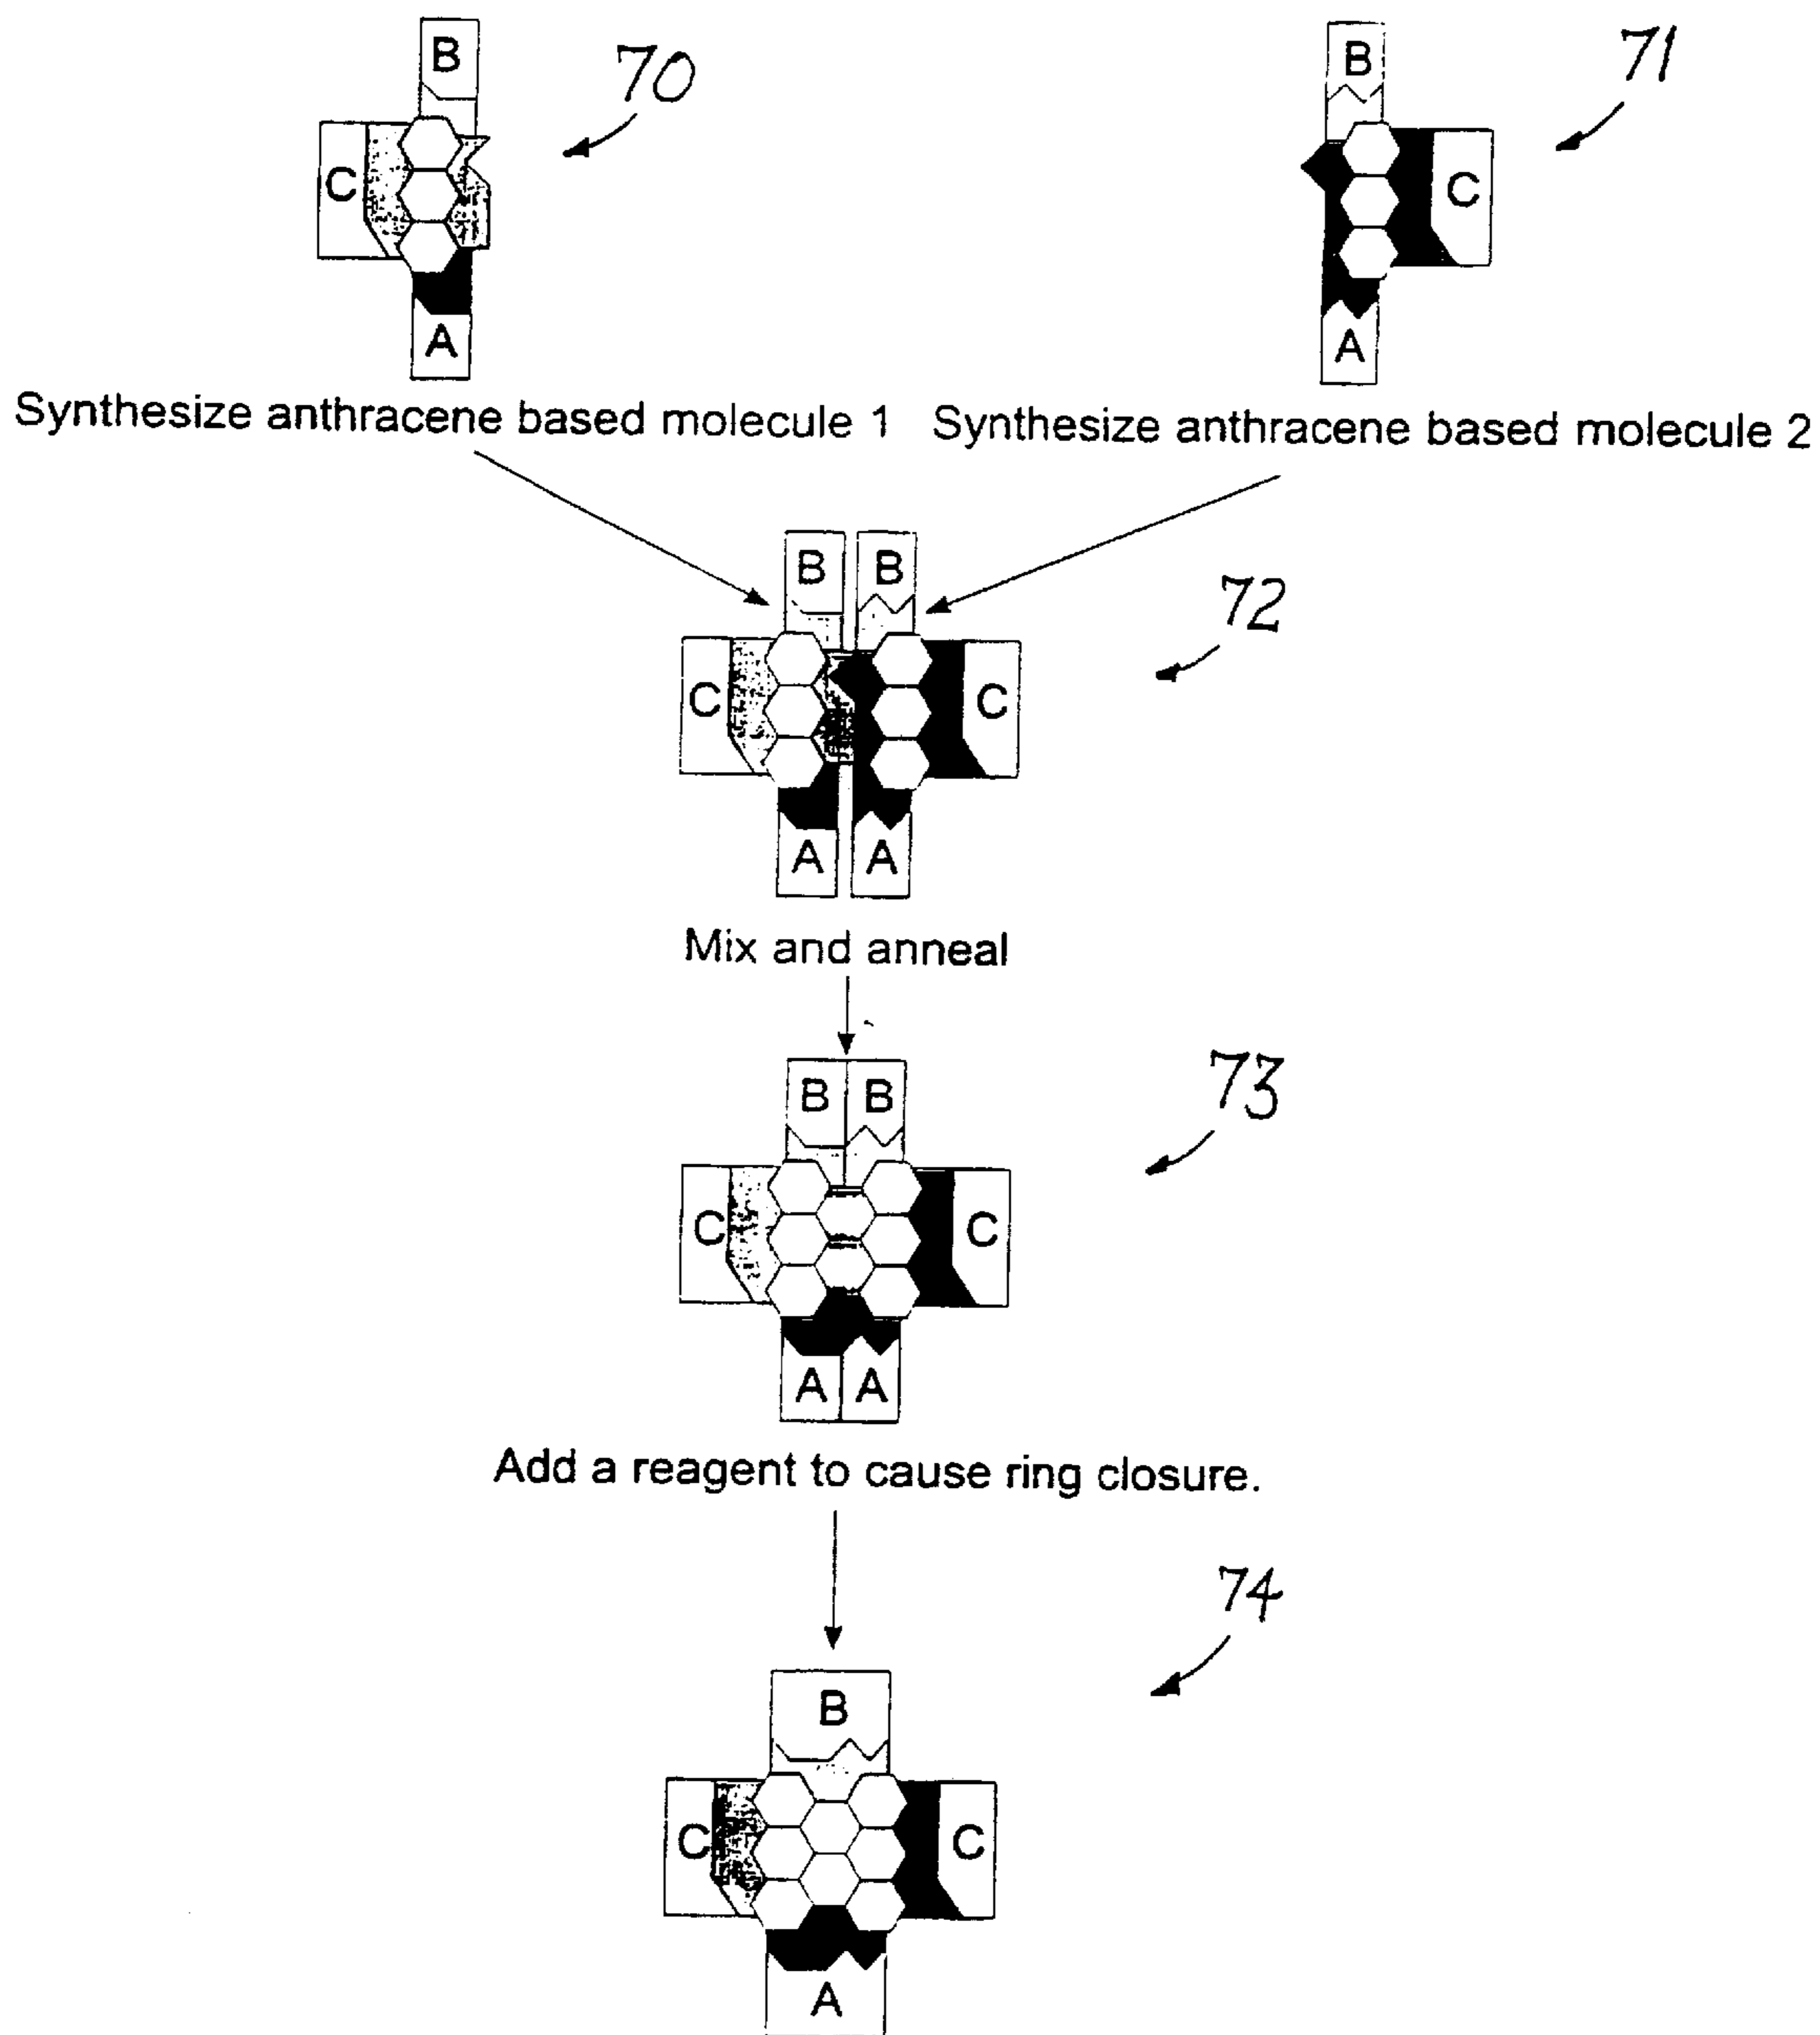 B B
70 71
C C
A A
Synthesize anthracene based molecule 1 Synthesize anthracene based molecule 2
B B
72
C C
A A
Mix and anneal
B B
73
C C
A A
Add a reagent to cause ring closure.
74
B
C C
A